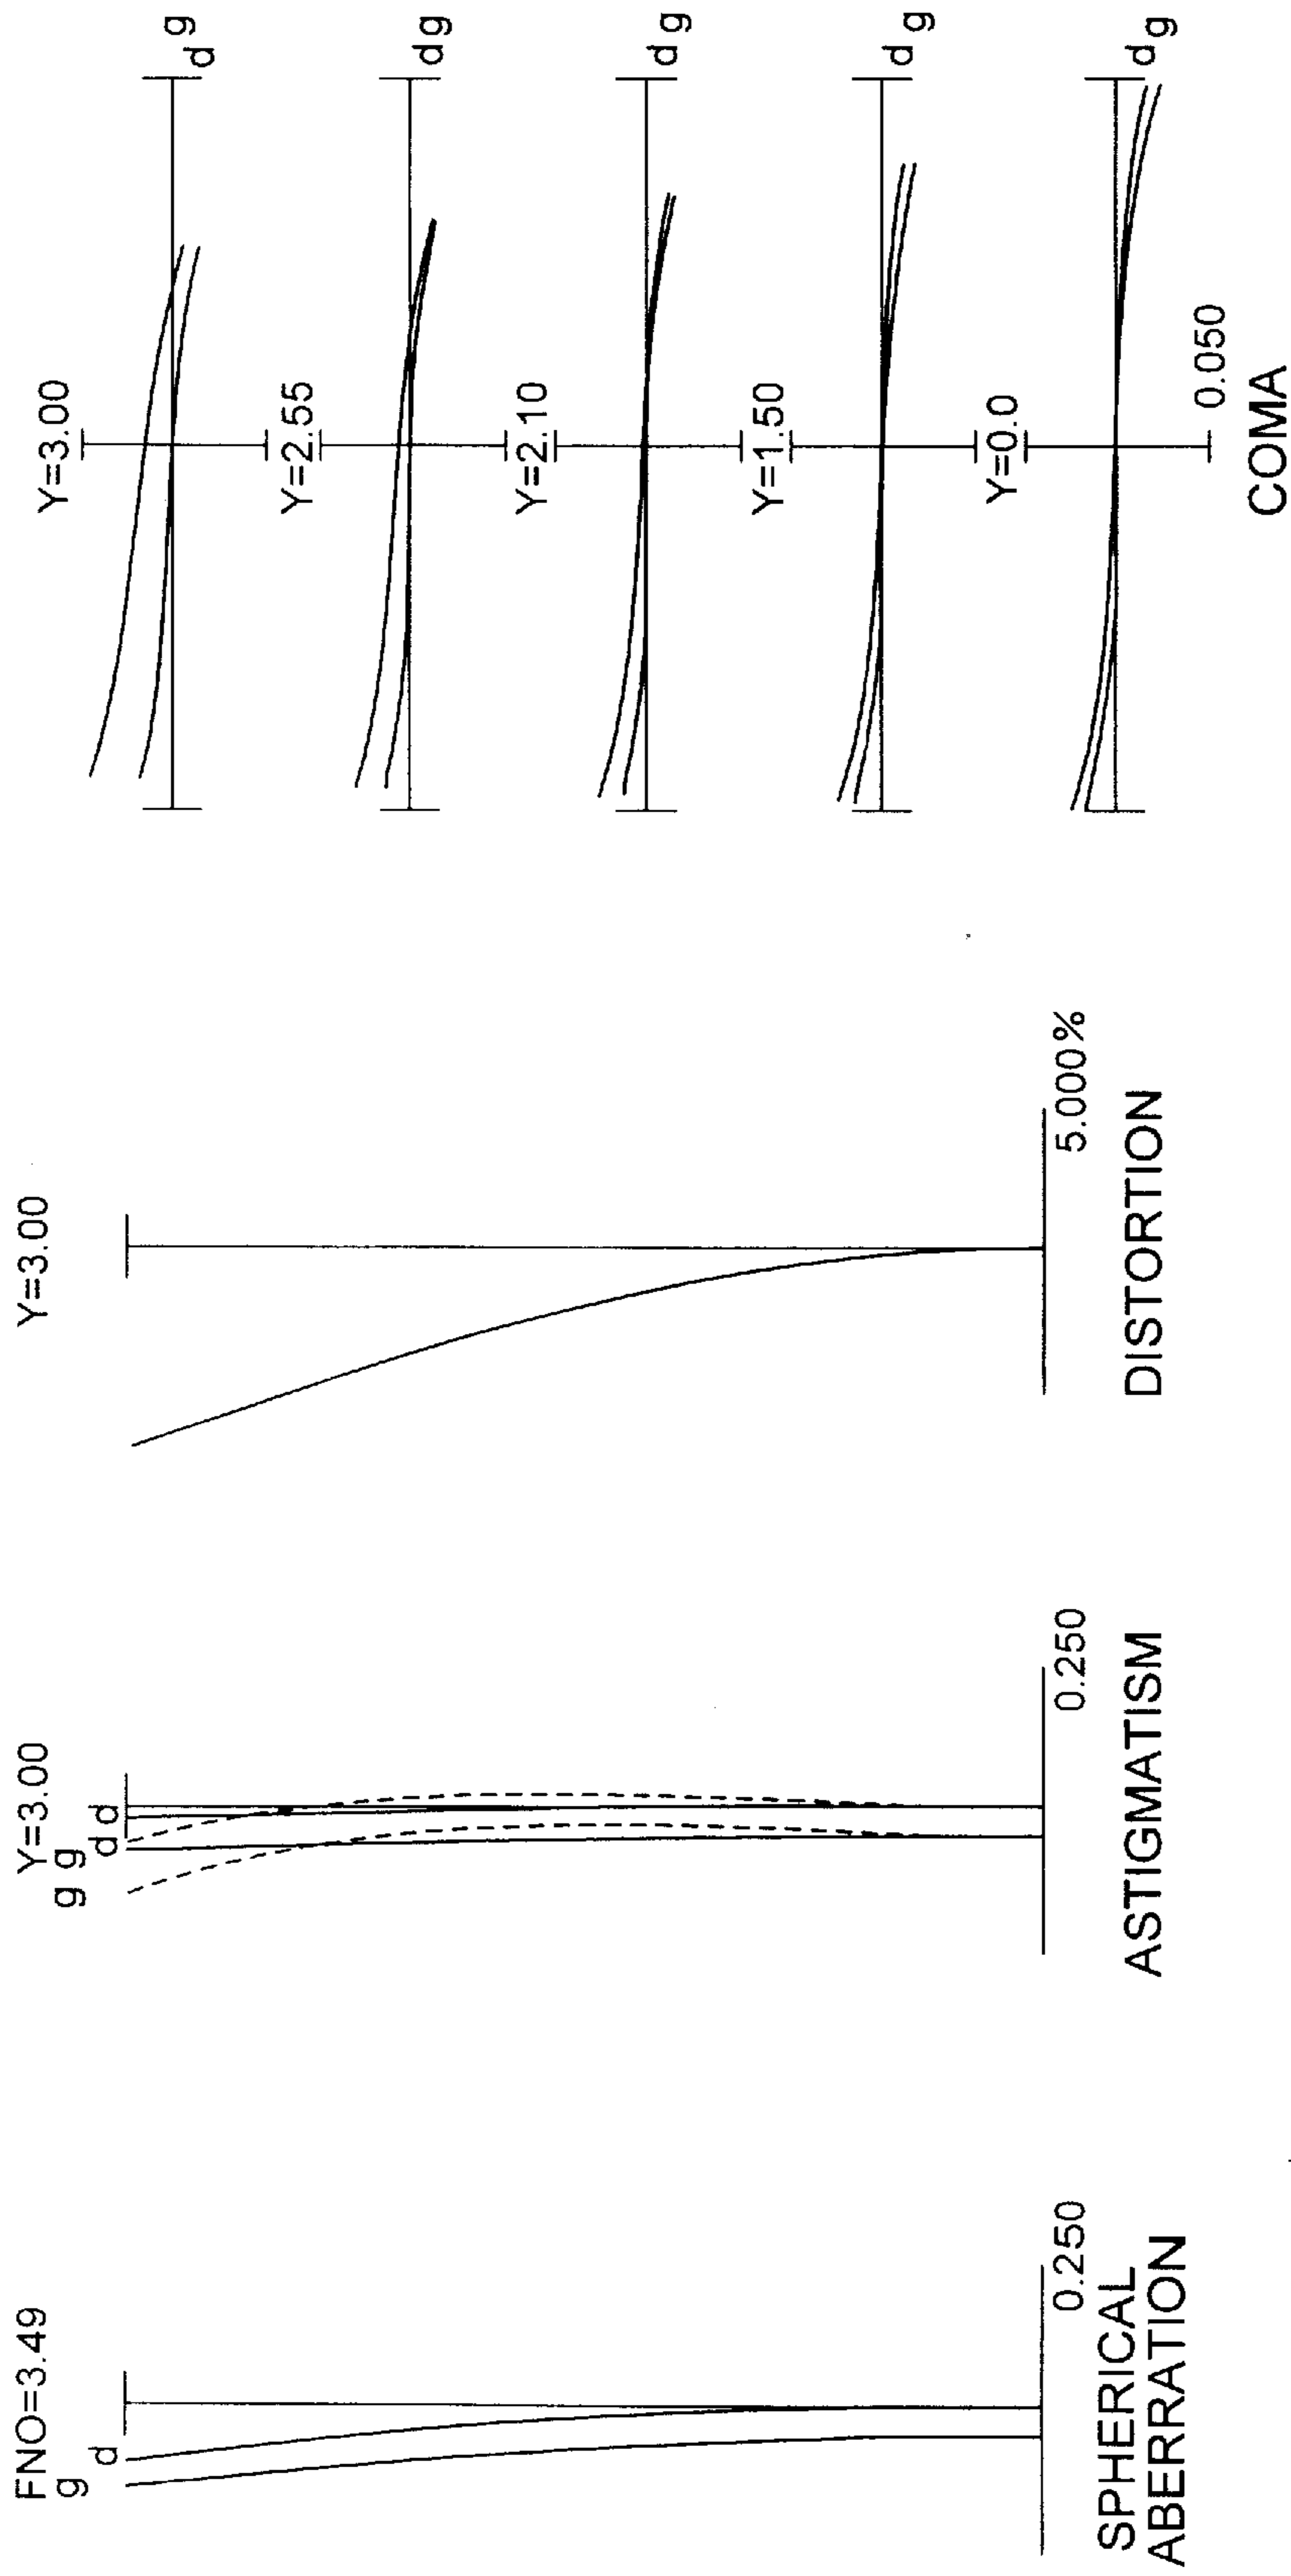 FNO=3.49
g
d
0.250
SPHERICAL
ABERRATION
Y=3.00
g g
d d
0.250
ASTIGMATISM
Y=3.00
5.000%
DISTORTION
Y=3.00
d g
Y=2.55
d g
Y=2.10
d g
Y=1.50
d g
Y=0.0
d g
0.050
COMA